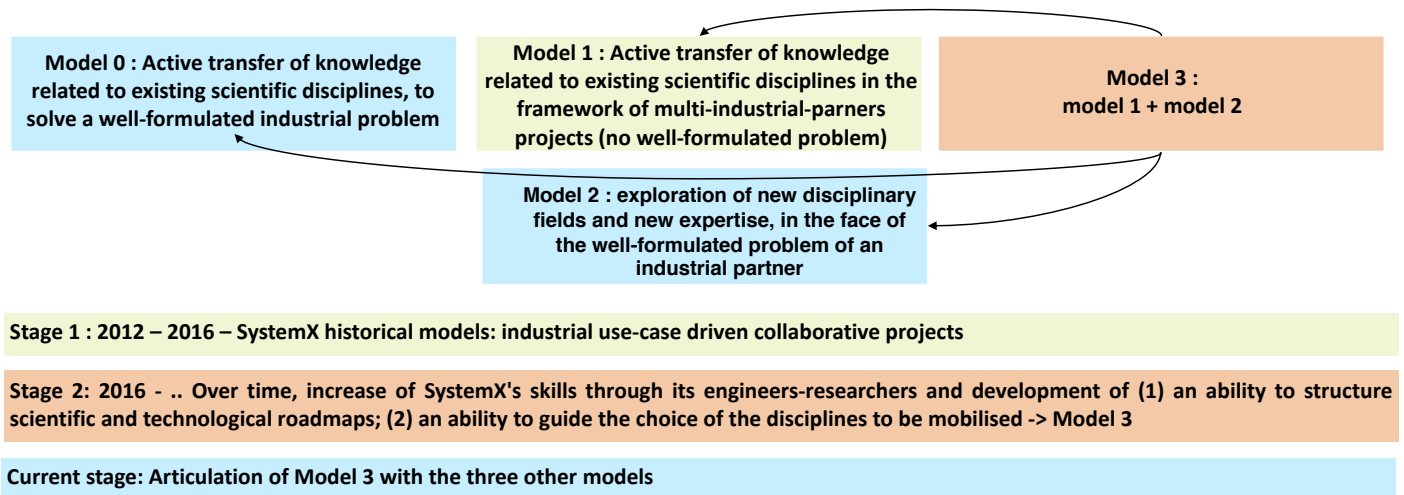 Model 0 : Active transfer of knowledge
related to existing scientific disciplines, to
solve a well-formulated industrial problem
Model 1 : Active transfer of knowledge
related to existing scientific disciplines in the
framework of multi-industrial-parners
projects (no well-formulated problem)
Model 3 :
model 1 + model 2
Model 2 : exploration of new disciplinary
fields and new expertise, in the face of
the well-formulated problem of an
industrial partner
Stage 1 : 2012 – 2016 – SystemX historical models: industrial use-case driven collaborative projects
Stage 2: 2016 - .. Over time, increase of SystemX's skills through its engineers-researchers and development of (1) an ability to structure
scientific and technological roadmaps; (2) an ability to guide the choice of the disciplines to be mobilised -> Model 3
Current stage: Articulation of Model 3 with the three other models